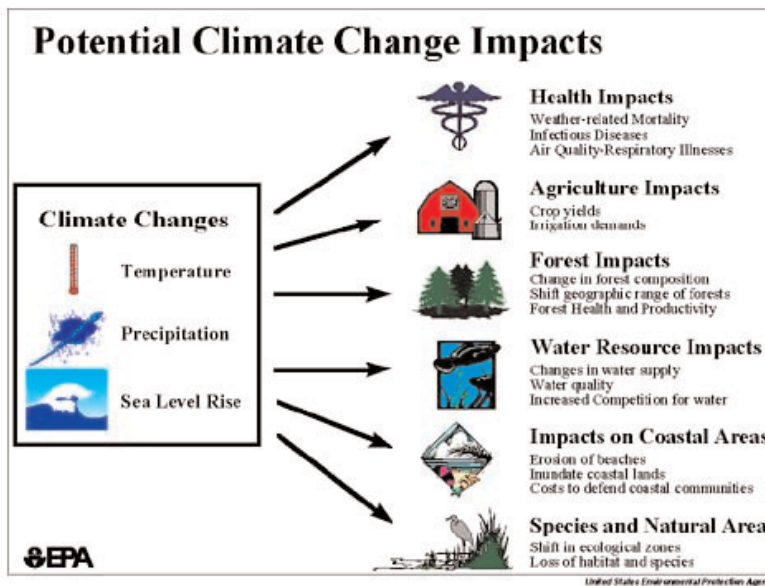 Potential Climate Change Impacts
Climate Changes
Temperature
Precipitation
Sea Level Rise
Health Impacts
Weather-related Mortality
Infectious Diseases
Air Quality-Respiratory Illnesses
Agriculture Impacts
Crop yields
Irrigation demands
Forest Impacts
Change in forest composition
Shift geographic range of forests
Forest Health and Productivity
Water Resource Impacts
Changes in water supply
Water quality
Increased Competition for water
Impacts on Coastal Areas
Erosion of beaches
Inundate coastal lands
Costs to defend coastal communities
Species and Natural Area
Shift in ecological zones
Loss of habitat and species
EPA
United States Environmental Protection Agen